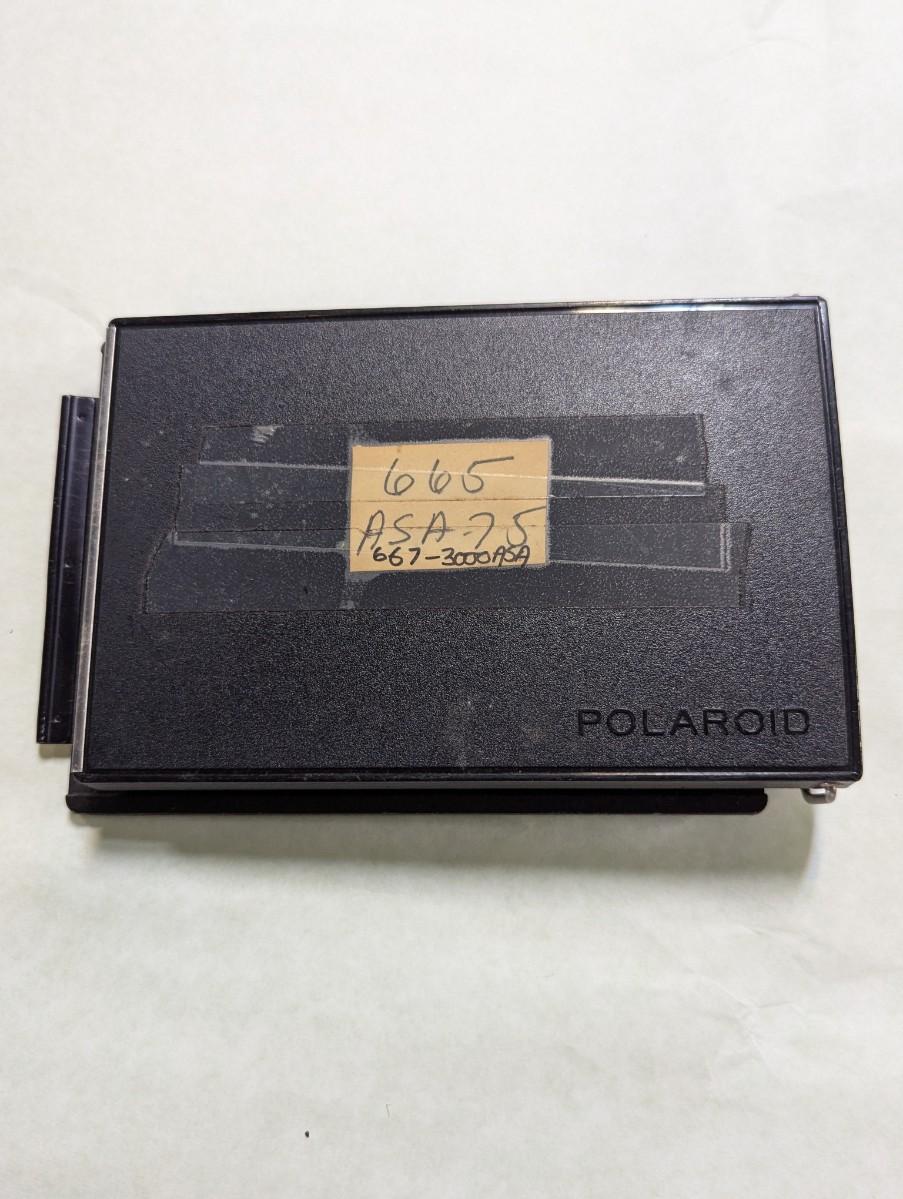 665
ASA-75
667-3000ASA
POLAROID